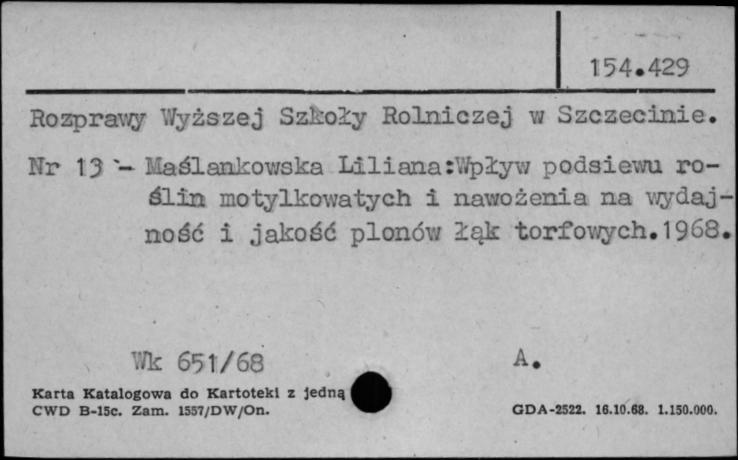 154.429
Rozprawy Wyższej Szkoły Rolniczej w Szczecinie.
Nr 13 - Maślankowska Liliana:Wpływ podsiewu ro-
ślin motylkowatych i nawożenia na wydaj-
ność i jakość plonów łąk torfowych.1968.
Wk 651/68 A.
Karta Katalogowa do Kartoteki z jedną
CWD B-15c. Zam. 1557/DW/On. GDA-2522. 16.10.68. 1.150.000.